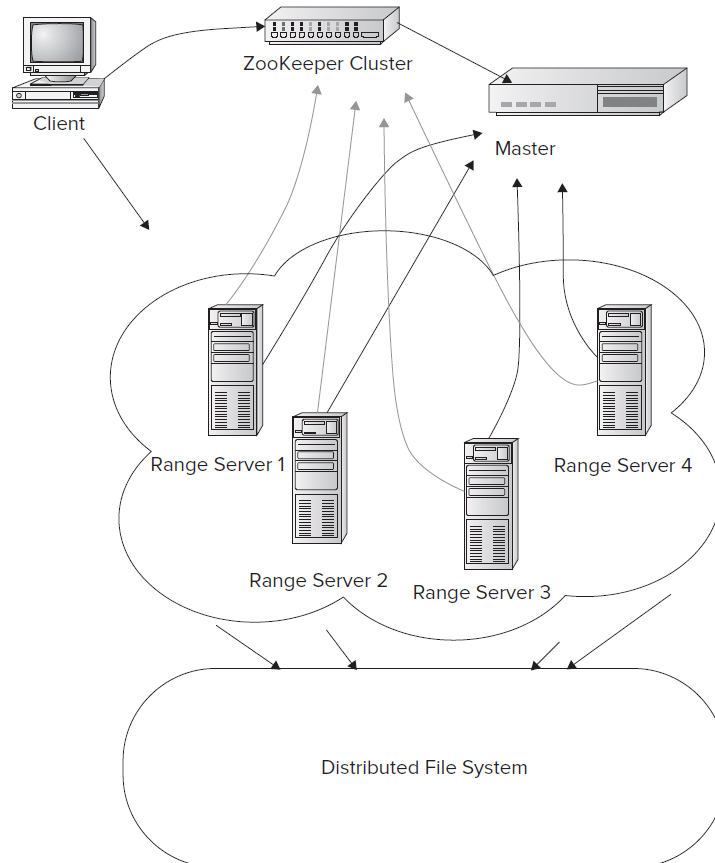 ZooKeeper Cluster
Client
Master
Range Server 1
Range Server 4
Range Server 2
Range Server 3
Distributed File System